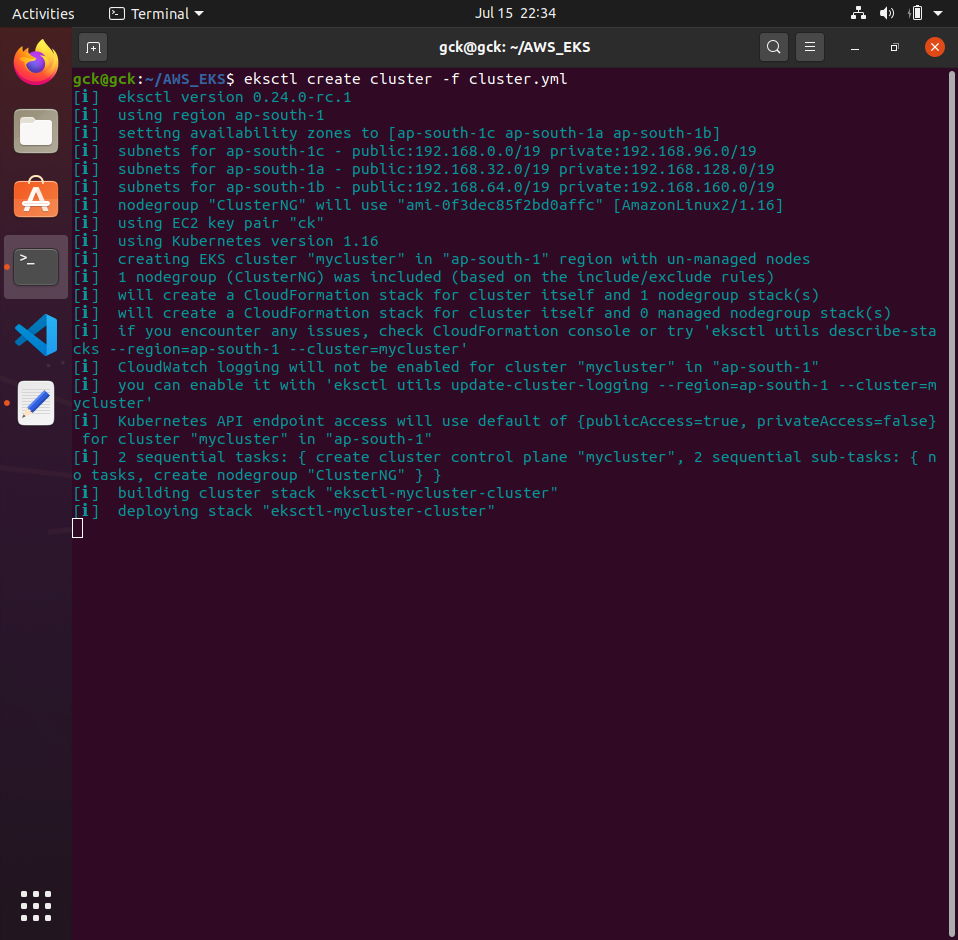 Activities Terminal Jul 15 22:34
gck@gck: ~/AWS_EKS
gck@gck:~/AWS_EKS$ eksctl create cluster -f cluster.yml
[ℹ]  eksctl version 0.24.0-rc.1
[ℹ]  using region ap-south-1
[ℹ]  setting availability zones to [ap-south-1c ap-south-1a ap-south-1b]
[ℹ]  subnets for ap-south-1c - public:192.168.0.0/19 private:192.168.96.0/19
[ℹ]  subnets for ap-south-1a - public:192.168.32.0/19 private:192.168.128.0/19
[ℹ]  subnets for ap-south-1b - public:192.168.64.0/19 private:192.168.160.0/19
[ℹ]  nodegroup "ClusterNG" will use "ami-0f3dec85f2bd0affc" [AmazonLinux2/1.16]
[ℹ]  using EC2 key pair "ck"
[ℹ]  using Kubernetes version 1.16
[ℹ]  creating EKS cluster "mycluster" in "ap-south-1" region with un-managed nodes
[ℹ]  1 nodegroup (ClusterNG) was included (based on the include/exclude rules)
[ℹ]  will create a CloudFormation stack for cluster itself and 1 nodegroup stack(s)
[ℹ]  will create a CloudFormation stack for cluster itself and 0 managed nodegroup stack(s)
[ℹ]  if you encounter any issues, check CloudFormation console or try 'eksctl utils describe-sta
cks --region=ap-south-1 --cluster=mycluster'
[ℹ]  CloudWatch logging will not be enabled for cluster "mycluster" in "ap-south-1"
[ℹ]  you can enable it with 'eksctl utils update-cluster-logging --region=ap-south-1 --cluster=m
ycluster'
[ℹ]  Kubernetes API endpoint access will use default of {publicAccess=true, privateAccess=false}
 for cluster "mycluster" in "ap-south-1"
[ℹ]  2 sequential tasks: { create cluster control plane "mycluster", 2 sequential sub-tasks: { n
o tasks, create nodegroup "ClusterNG" } }
[ℹ]  building cluster stack "eksctl-mycluster-cluster"
[ℹ]  deploying stack "eksctl-mycluster-cluster"